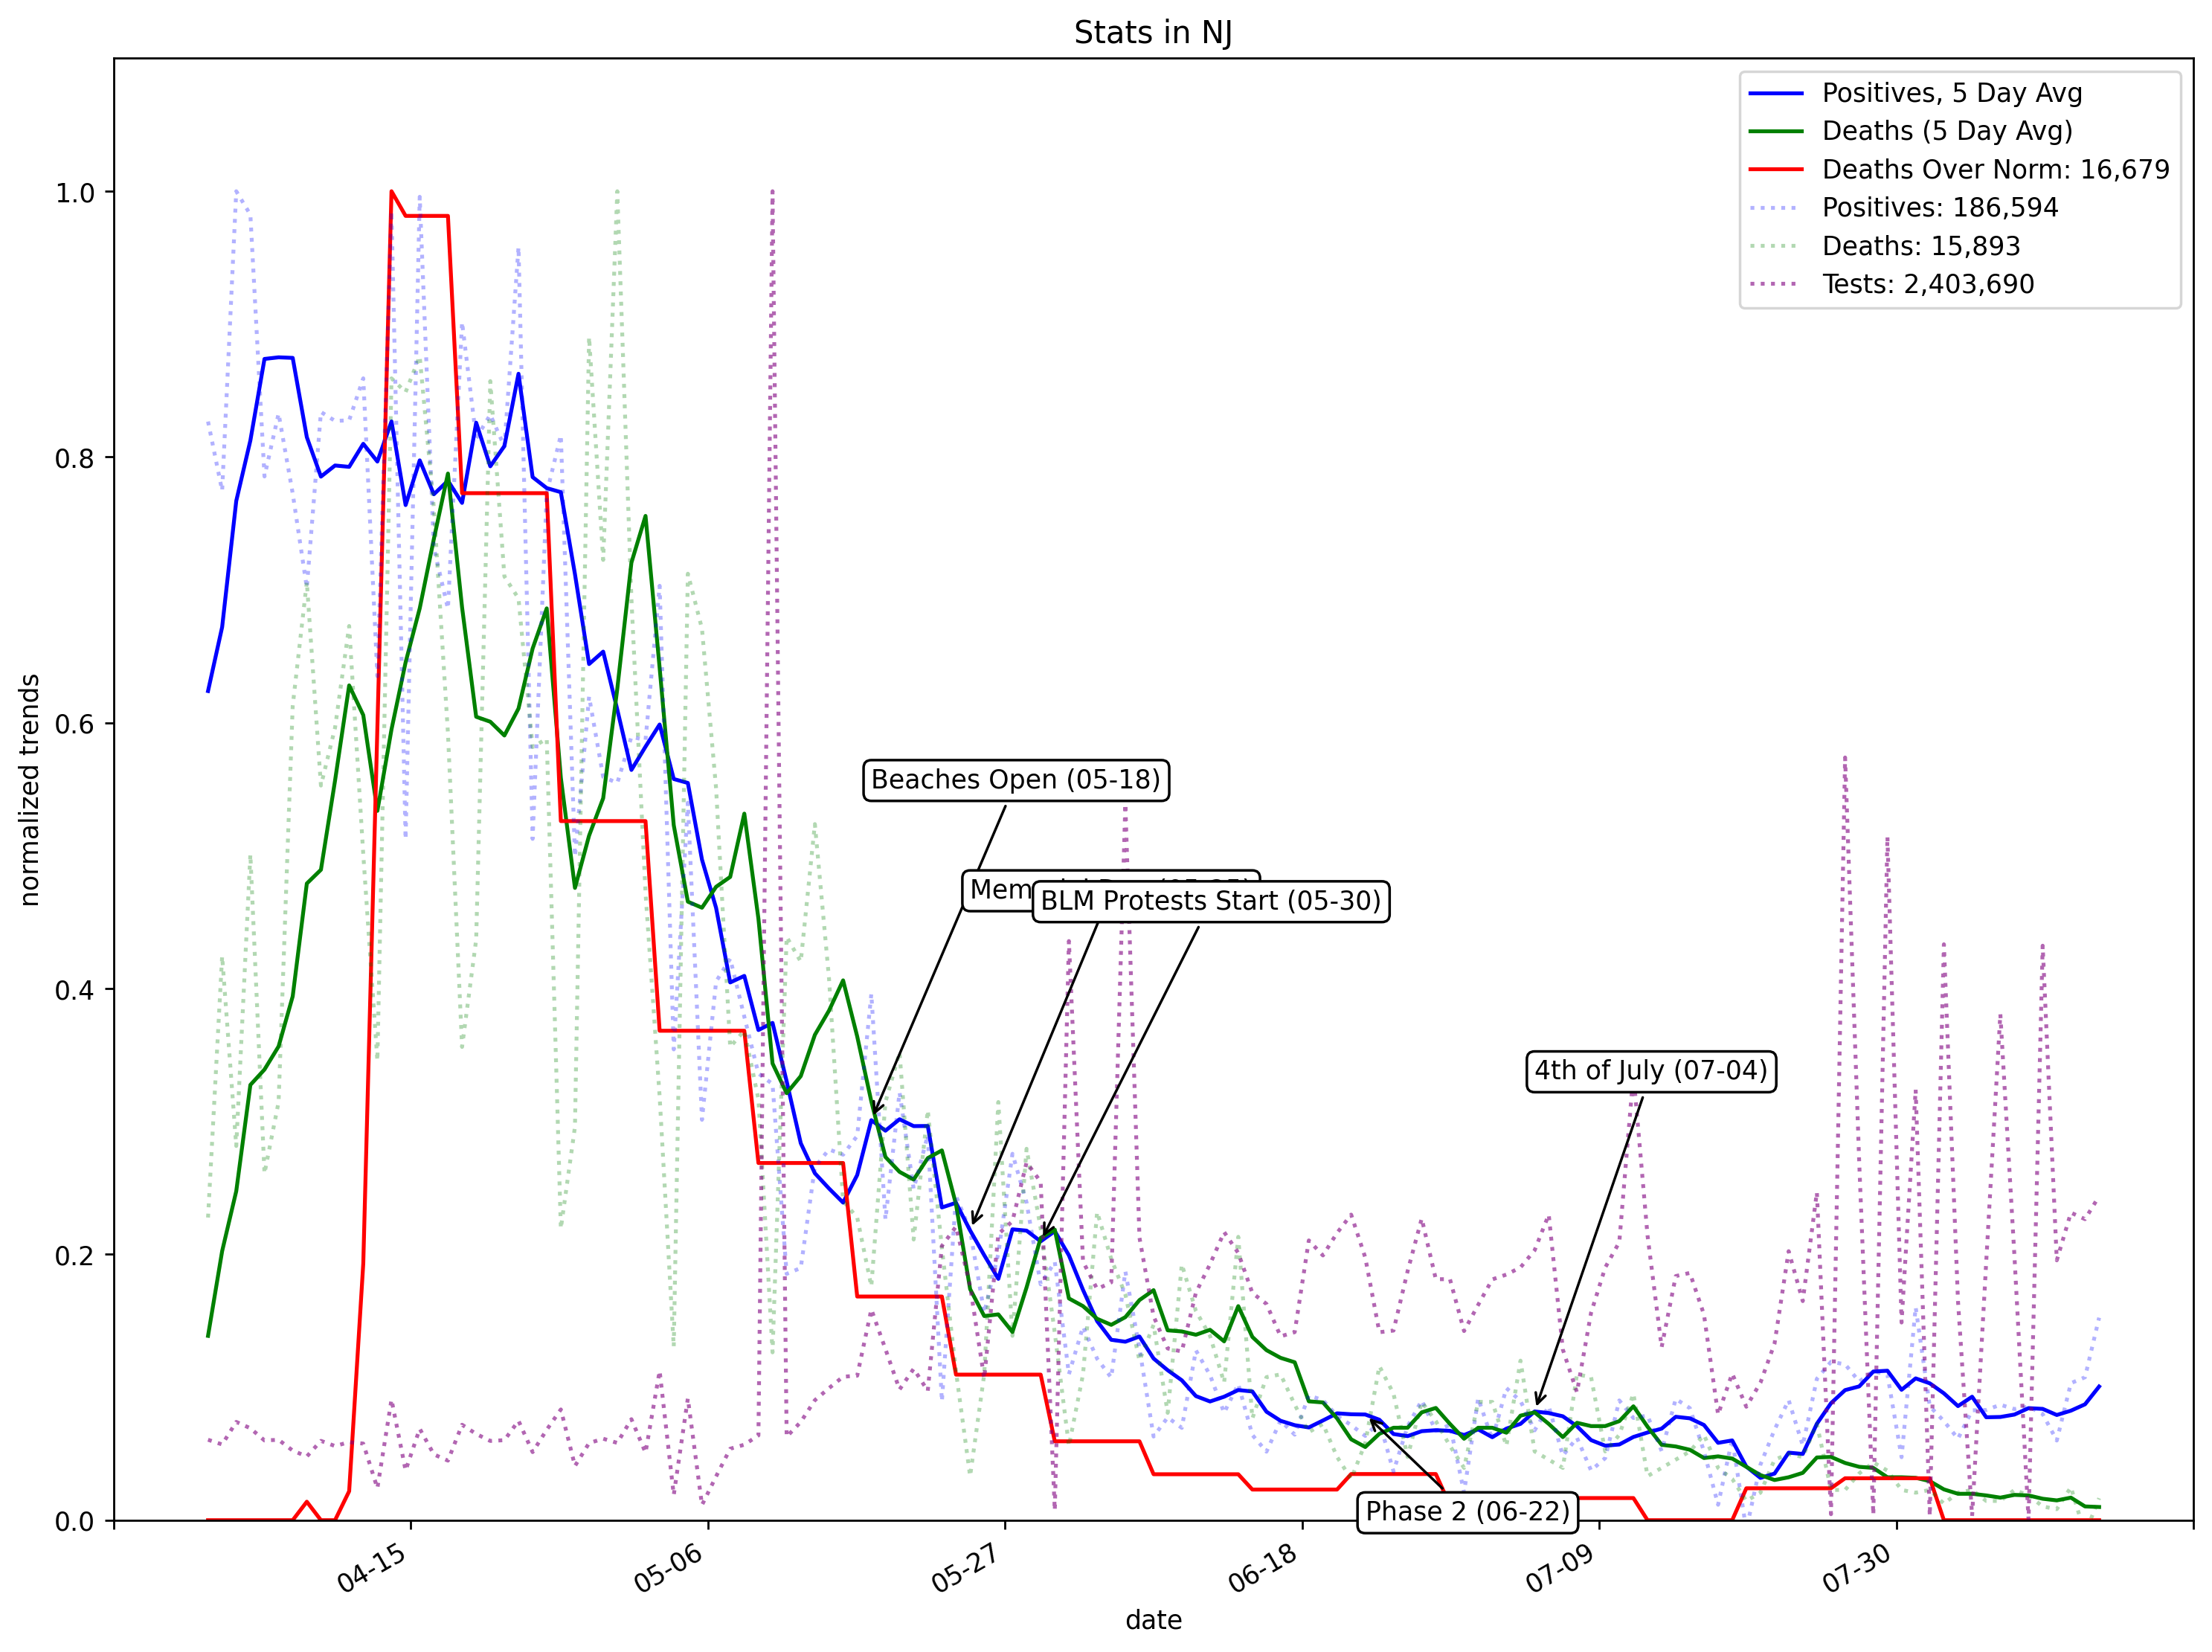 Stats in NJ
Positives, 5 Day Avg
Deaths (5 Day Avg)
Deaths Over Norm: 16,679
Positives: 186,594
Deaths: 15,893
Tests: 2,403,690
normalized trends
1.0
0.8
0.6
0.4
0.2
0.0
Beaches Open (05-18)
BLM Protests Start (05-30)
4th of July (07-04)
Phase 2 (06-22)
04-15
05-06
05-27
06-18
07-09
07-30
date